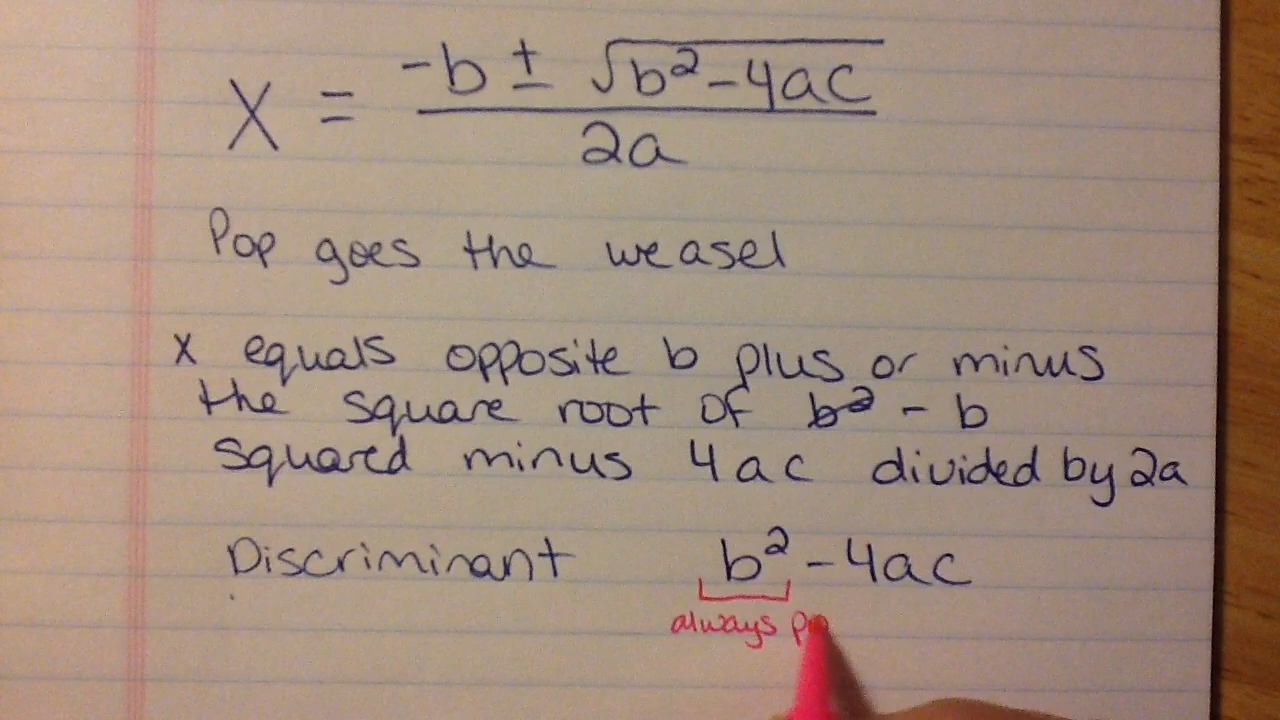 X = -b ± √b²-4ac
2a
Pop goes the weasel
x equals opposite b plus or minus
the square root of b² - b
squared minus 4ac divided by 2a
Discriminant b²-4ac
always